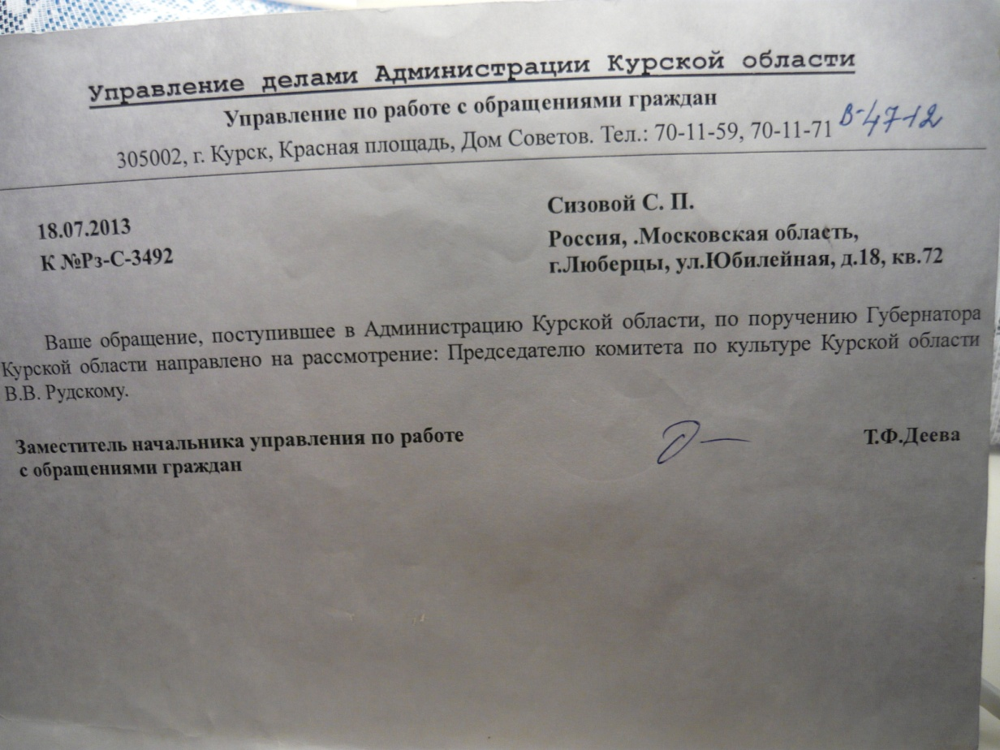 Управление делами Администрации Курской области
Управление по работе с обращениями граждан
305002, г. Курск, Красная площадь, Дом Советов. Тел.: 70-11-59, 70-11-71 В-4712
18.07.2013
К №Рз-С-3492
Сизовой С. П.
Россия, .Московская область,
г.Люберцы, ул.Юбилейная, д.18, кв.72
Ваше обращение, поступившее в Администрацию Курской области, по поручению Губернатора
Курской области направлено на рассмотрение: Председателю комитета по культуре Курской области
В.В. Рудскому.
Заместитель начальника управления по работе
с обращениями граждан
Т.Ф.Деева